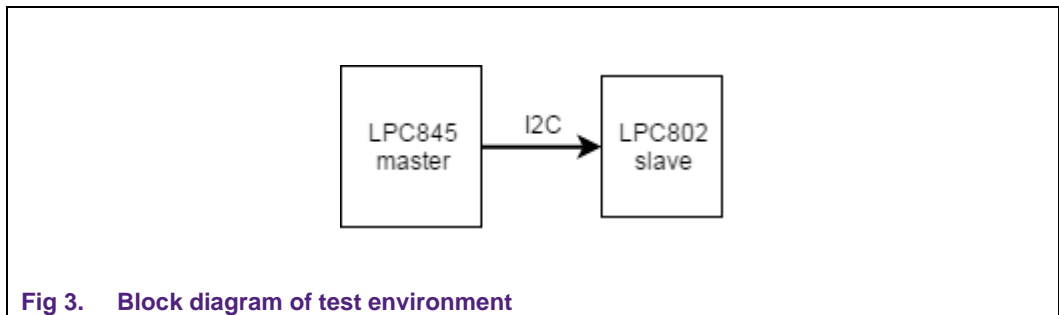 LPC845
master
I2C
LPC802
slave
Fig 3. Block diagram of test environment